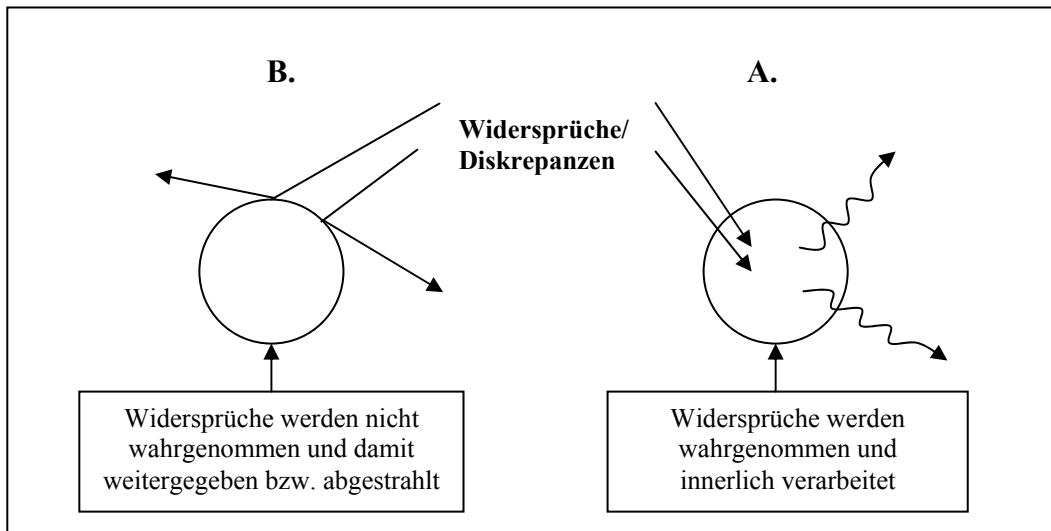 B.
A.
Widersprüche/
Diskrepanzen
Widersprüche werden nicht
wahrgenommen und damit
weitergegeben bzw. abgestrahlt
Widersprüche werden
wahrgenommen und
innerlich verarbeitet